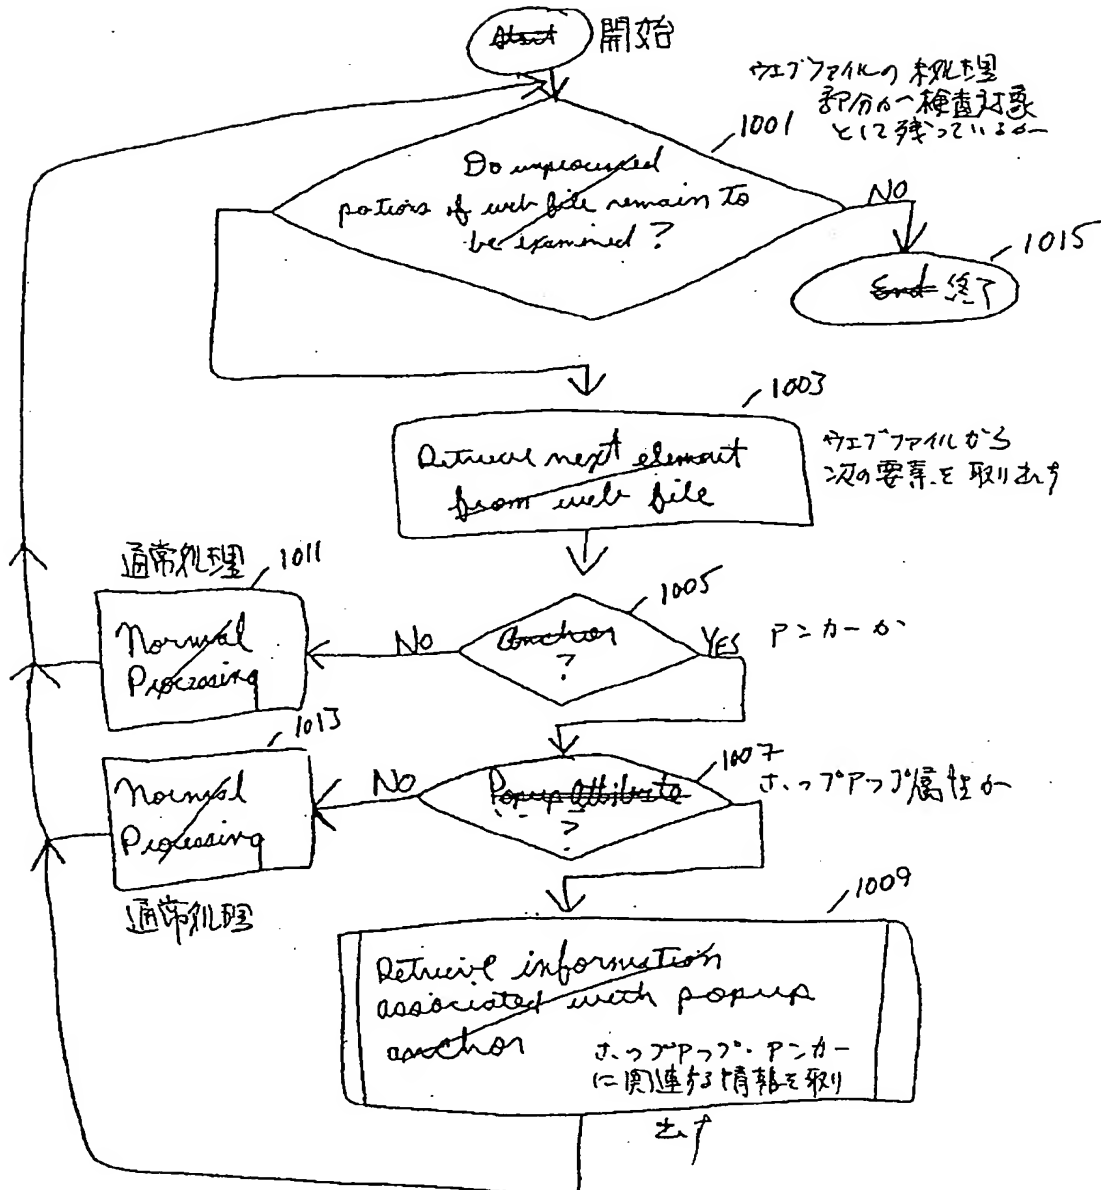 Start 開始
ウェブファイルの未処理
部分が検査対象
として残っているか
1001
Do unprocessed
potions of web file remain to
be examined ?
NO
1015
End 終了
1003
Retrieve next element
from web file
ウェブファイルから
次の要素を取り出す
通常処理
1011
Normal
Processing
NO
1005
Anchor
?
YES
アンカーか
1013
Normal
Processing
通常処理
NO
1007
Popup Attribute
?
ポップアップ属性か
1009
Retrieve information
associated with popup
anchor
ポップアップ・アンカー
に関連する情報を取り
出す